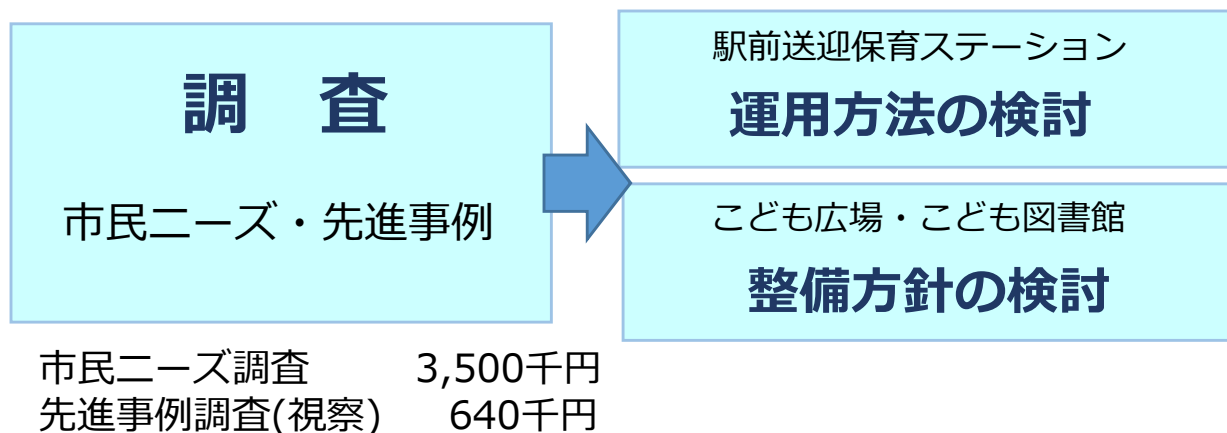 調　査
市民ニーズ・先進事例
駅前送迎保育ステーション
運用方法の検討
こども広場・こども図書館
整備方針の検討
市民ニーズ調査　　3,500千円
先進事例調査(視察)　　640千円